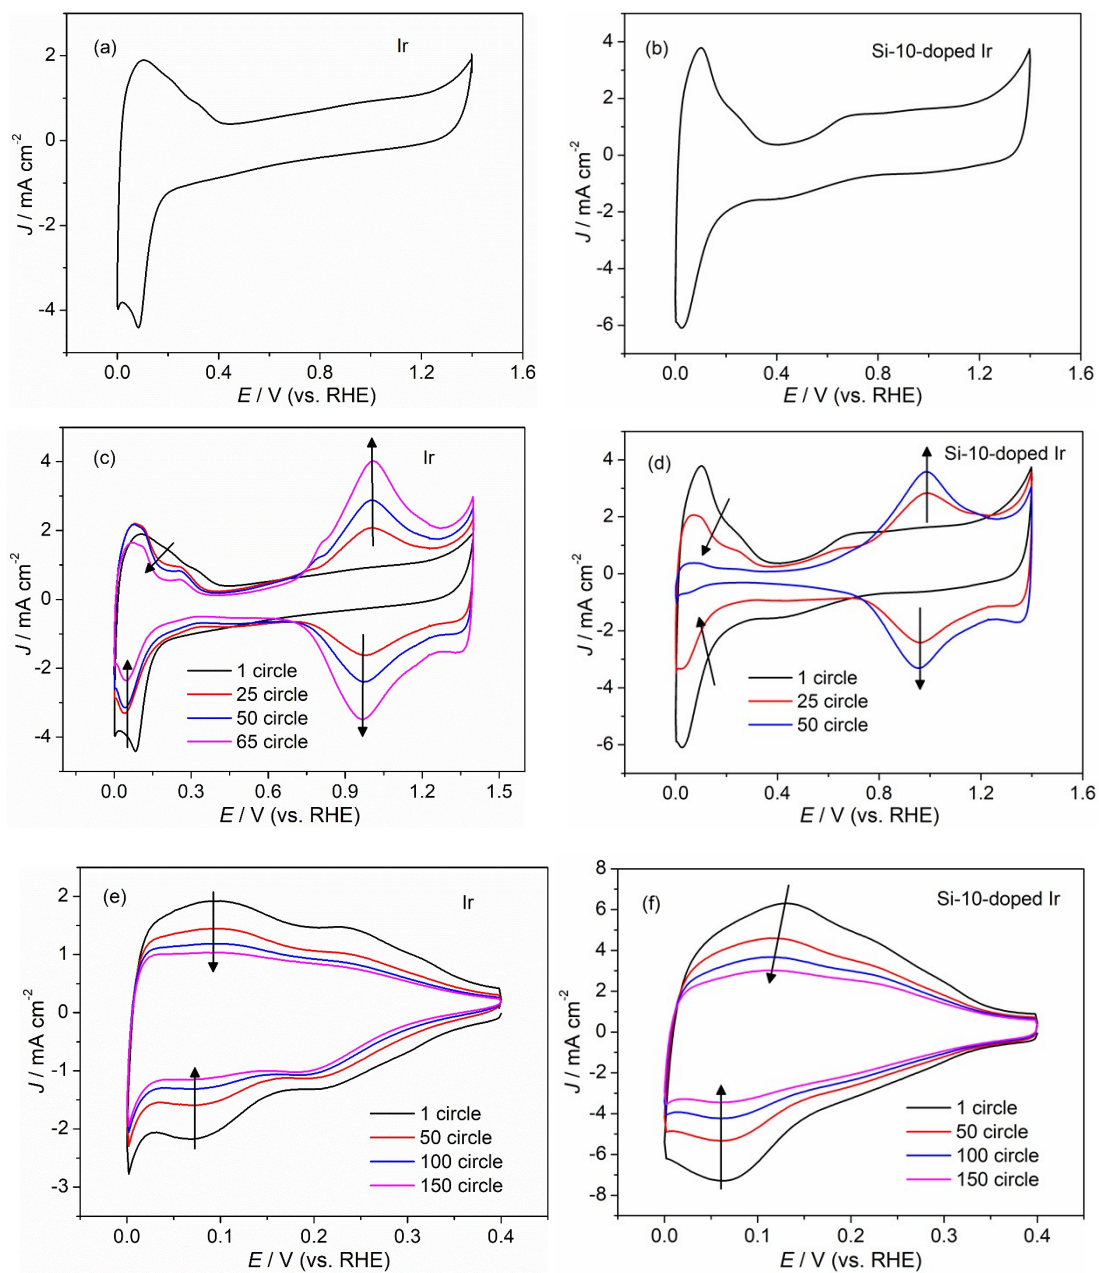 (a)
Ir
2
0
-2
-4
J / mA cm-2
0.0 0.4 0.8 1.2 1.6
E / V (vs. RHE)
(b)
Si-10-doped Ir
4
2
0
-2
-4
-6
J / mA cm-2
0.0 0.4 0.8 1.2 1.6
E / V (vs. RHE)
(c)
Ir
4
2
0
-2
-4
J / mA cm-2
1 circle
25 circle
50 circle
65 circle
0.0 0.3 0.6 0.9 1.2 1.5
E / V (vs. RHE)
(d)
Si-10-doped Ir
4
2
0
-2
-4
-6
J / mA cm-2
1 circle
25 circle
50 circle
0.0 0.4 0.8 1.2 1.6
E / V (vs. RHE)
(e)
Ir
2
1
0
-1
-2
-3
J / mA cm-2
1 circle
50 circle
100 circle
150 circle
0.0 0.1 0.2 0.3 0.4
E / V (vs. RHE)
(f)
Si-10-doped Ir
8
6
4
2
0
-2
-4
-6
-8
J / mA cm-2
1 circle
50 circle
100 circle
150 circle
0.0 0.1 0.2 0.3 0.4
E / V (vs. RHE)